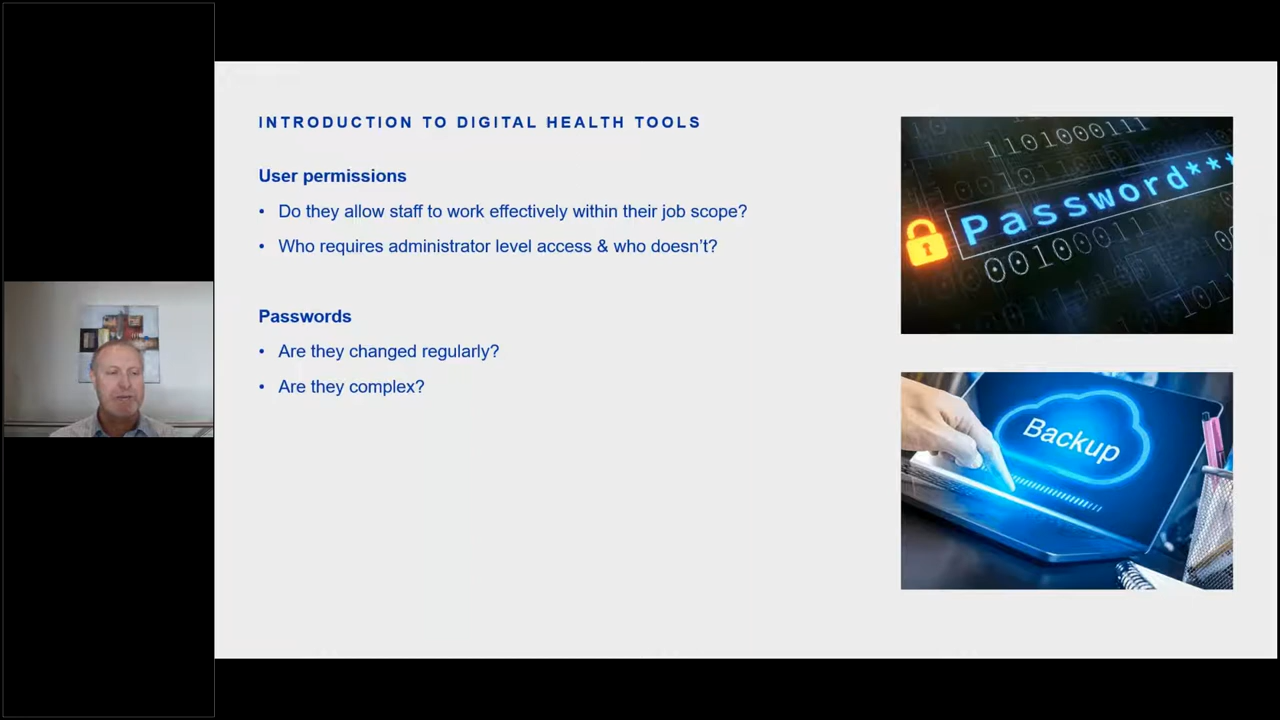 INTRODUCTION TO DIGITAL HEALTH TOOLS
User permissions
• Do they allow staff to work effectively within their job scope?
• Who requires administrator level access & who doesn't?
Passwords
• Are they changed regularly?
• Are they complex?
1101000111
Password***
Backup